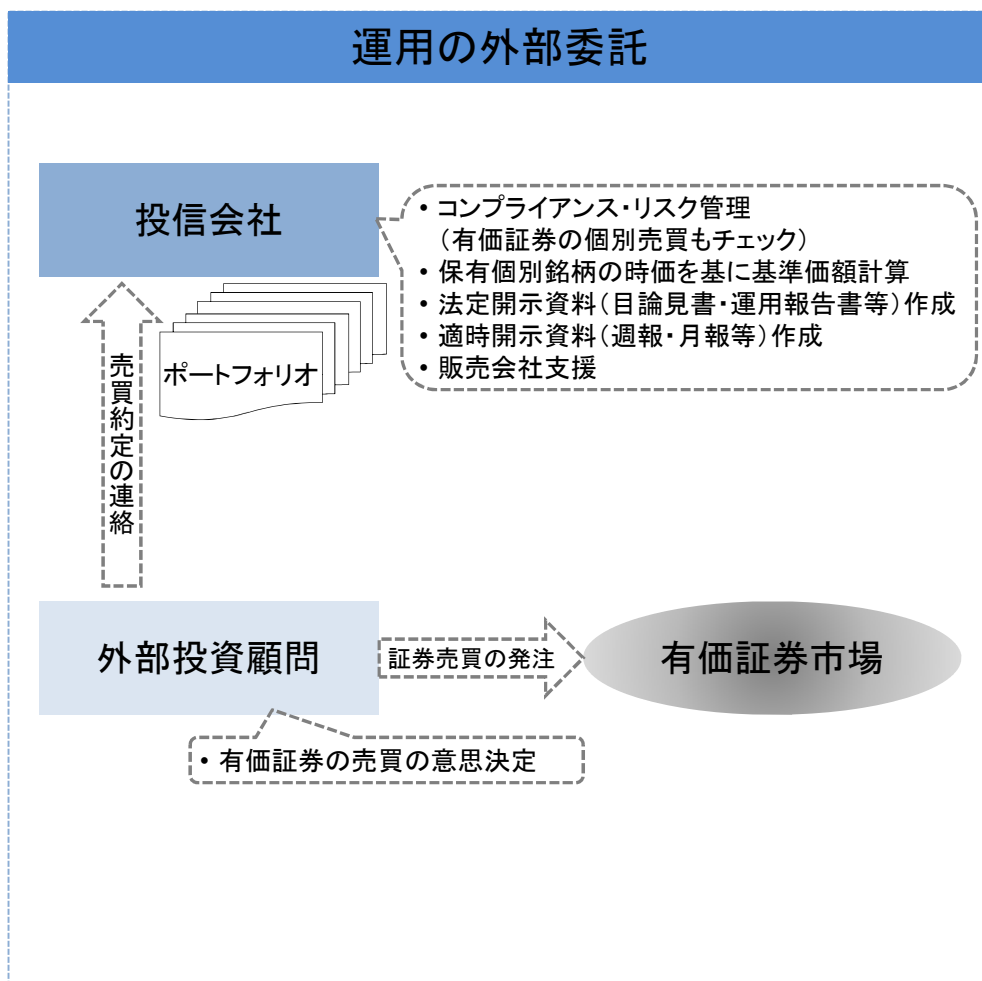 運用の外部委託
投信会社
・コンプライアンス・リスク管理
（有価証券の個別売買もチェック）
・保有個別銘柄の時価を基に基準価額計算
・法定開示資料（目論見書・運用報告書等）作成
・適時開示資料（週報・月報等）作成
・販売会社支援
ポートフォリオ
売買約定の連絡
外部投資顧問
証券売買の発注
有価証券市場
・有価証券の売買の意思決定